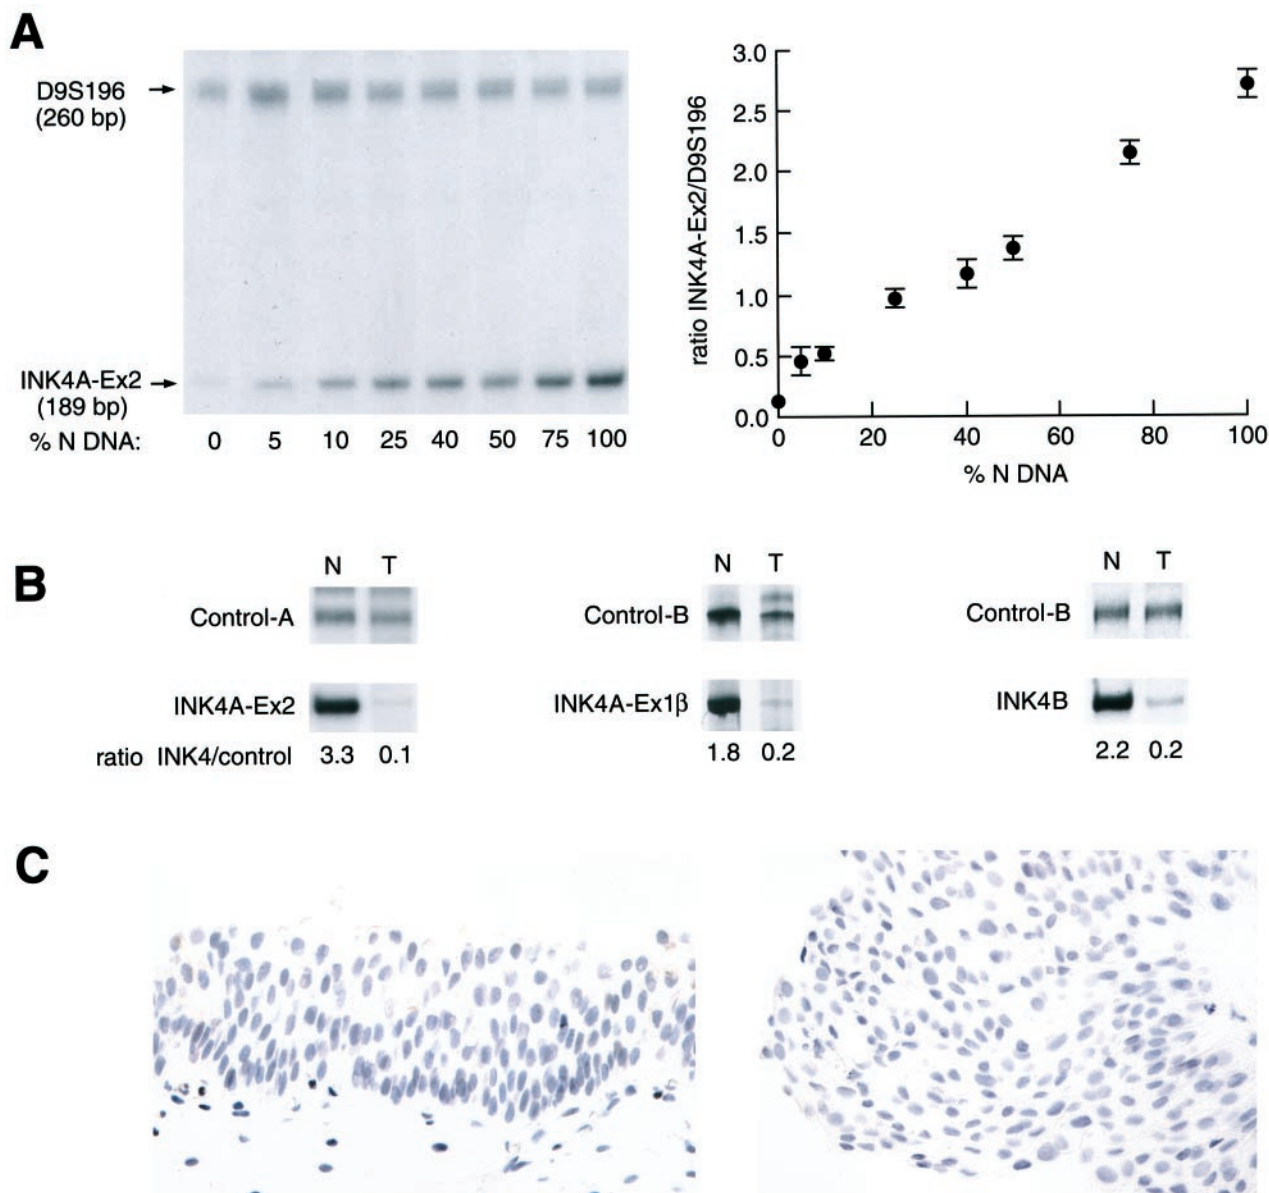 A
D9S196
(260 bp)
INK4A-Ex2
(189 bp)
% N DNA:
0 5 10 25 40 50 75 100
ratio INK4A-Ex2/D9S196
3.0
2.5
2.0
1.5
1.0
0.5
0.0
0 20 40 60 80 100
% N DNA
B
N T
Control-A
INK4A-Ex2
ratio INK4/control 3.3 0.1
N T
Control-B
INK4A-Ex1β
1.8 0.2
N T
Control-B
INK4B
2.2 0.2
C